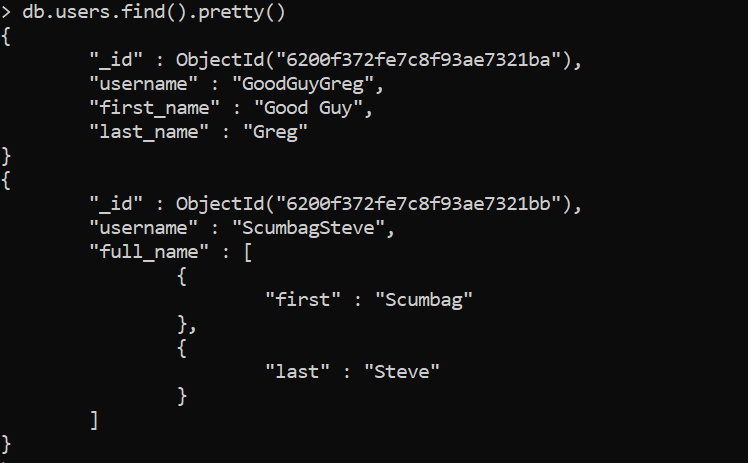 > db.users.find().pretty()
{
        "_id" : ObjectId("6200f372fe7c8f93ae7321ba"),
        "username" : "GoodGuyGreg",
        "first_name" : "Good Guy",
        "last_name" : "Greg"
}
{
        "_id" : ObjectId("6200f372fe7c8f93ae7321bb"),
        "username" : "ScumbagSteve",
        "full_name" : [
                {
                        "first" : "Scumbag"
                },
                {
                        "last" : "Steve"
                }
        ]
}